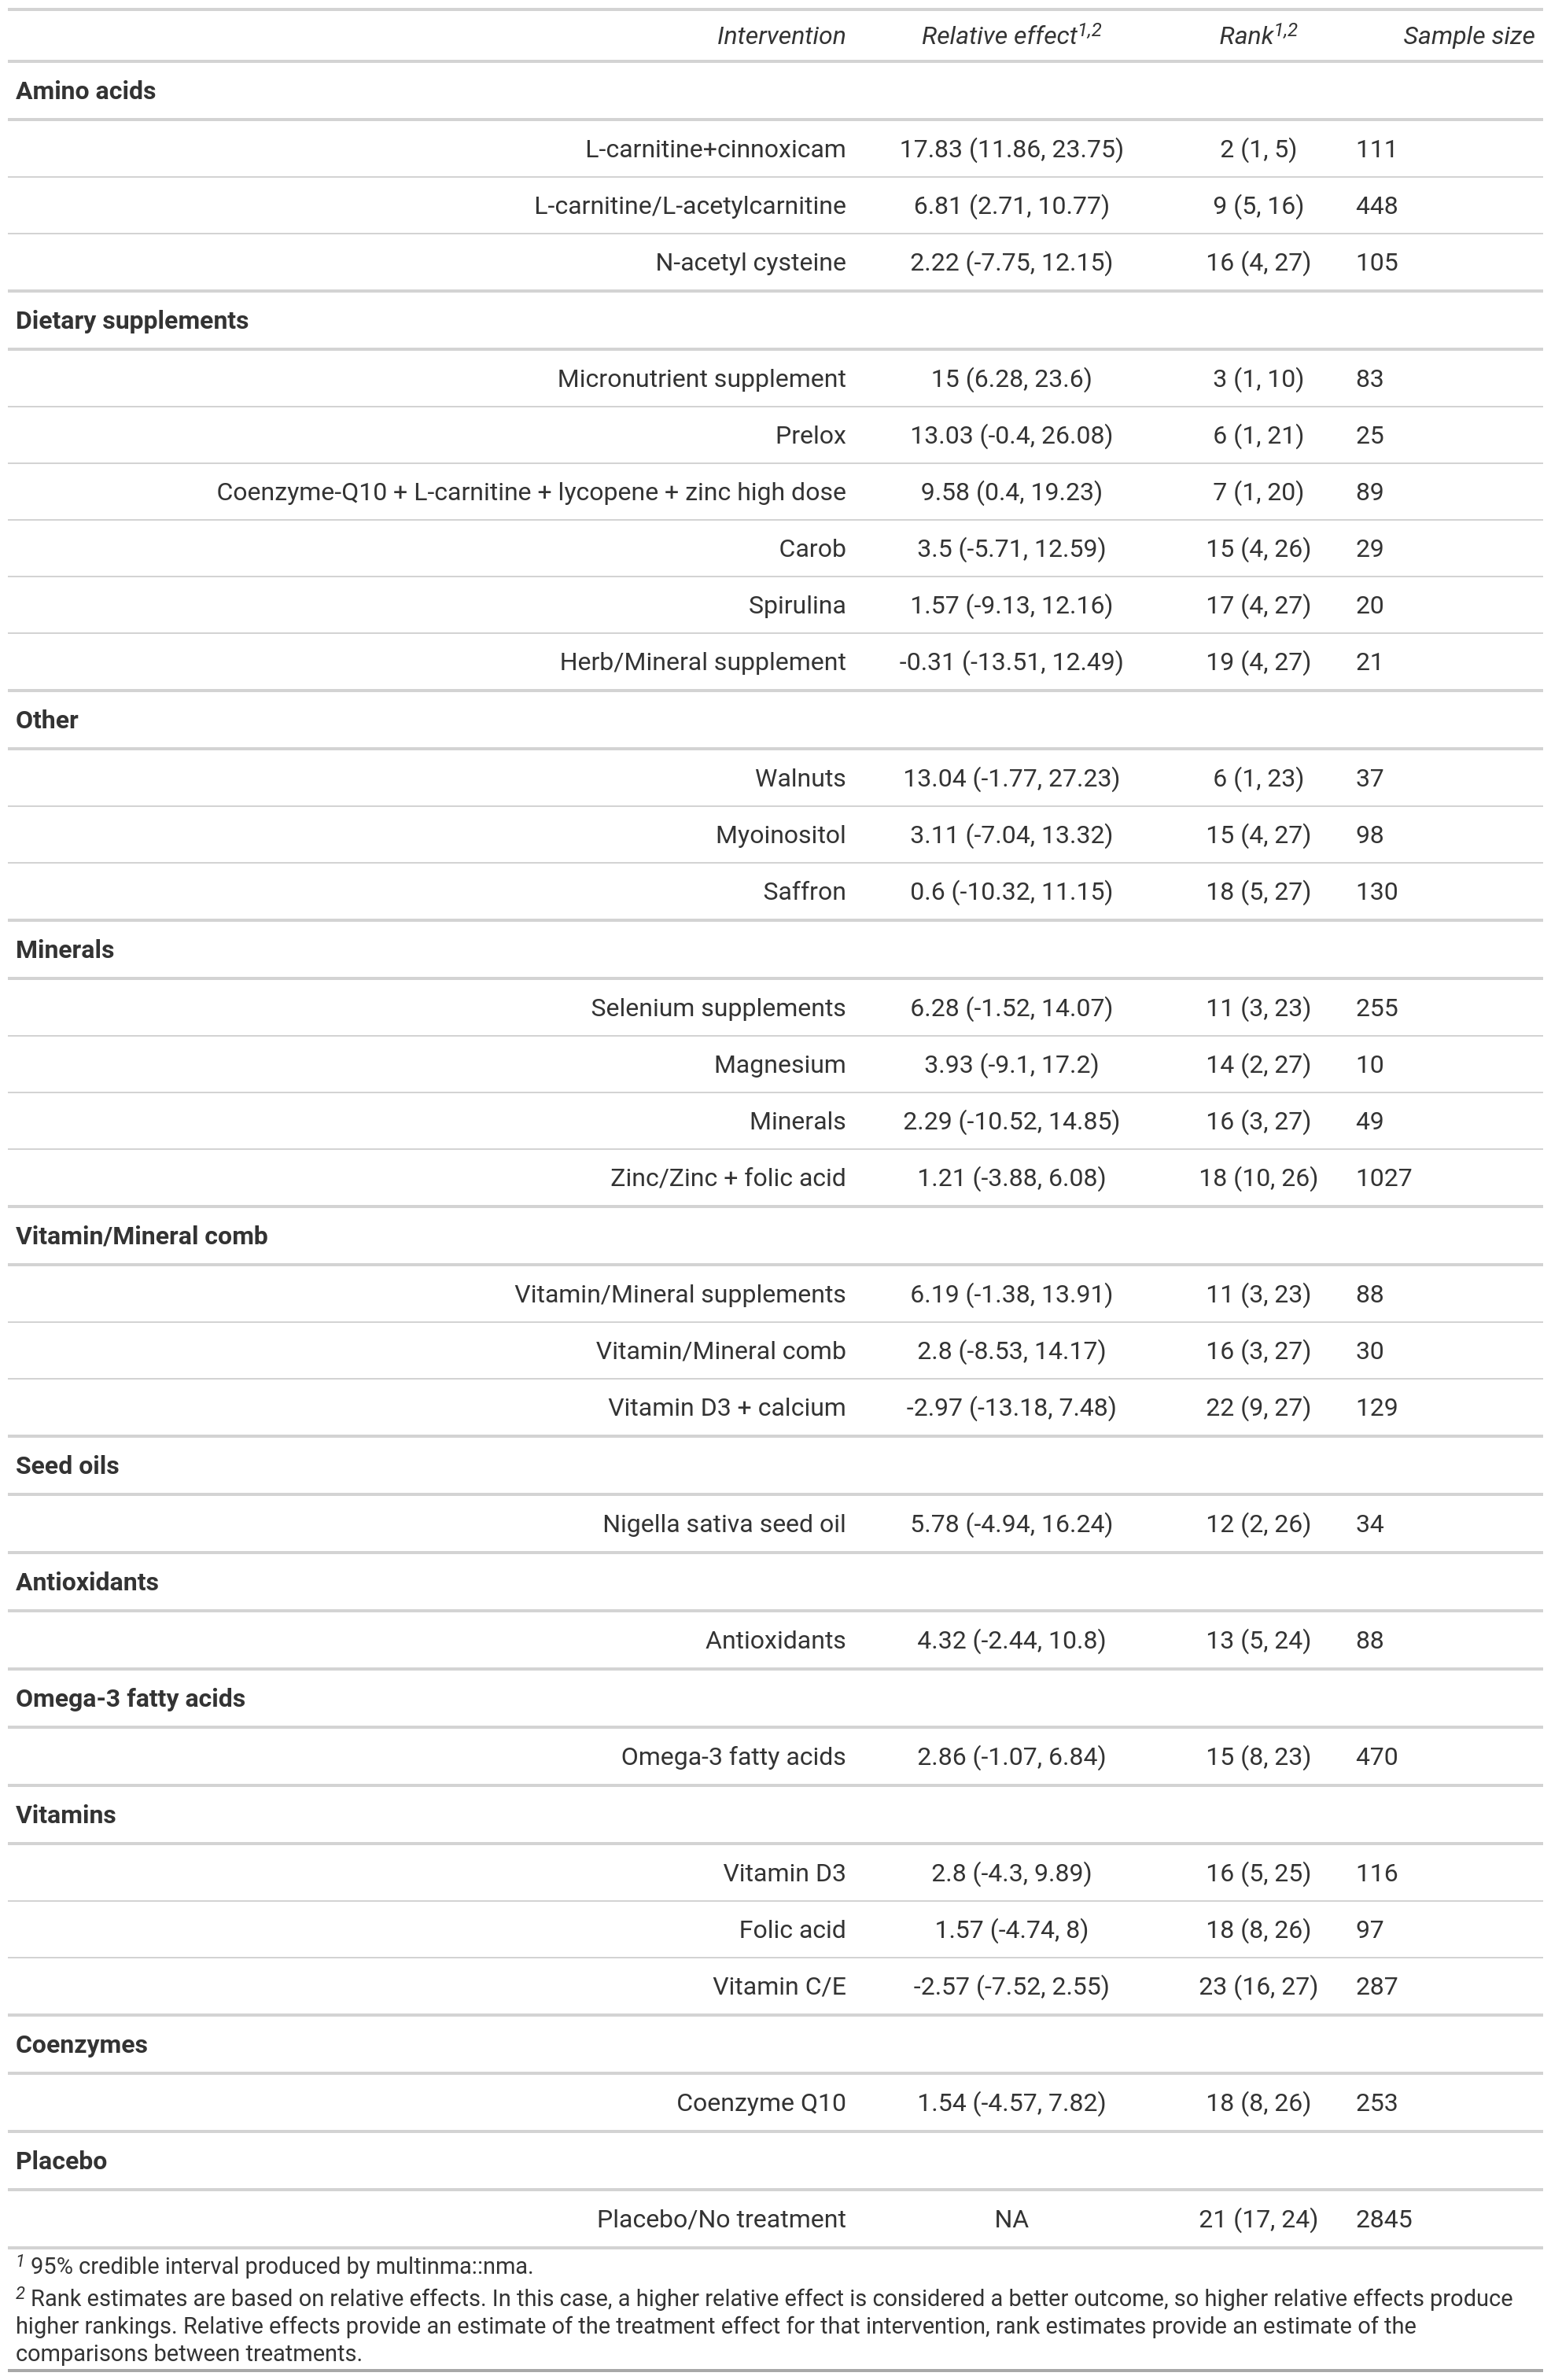 Intervention Relative effect1,2 Rank1,2 Sample size
Amino acids
L-carnitine+cinnoxicam 17.83 (11.86, 23.75) 2 (1, 5) 111
L-carnitine/L-acetylcarnitine 6.81 (2.71, 10.77) 9 (5, 16) 448
N-acetyl cysteine 2.22 (-7.75, 12.15) 16 (4, 27) 105
Dietary supplements
Micronutrient supplement 15 (6.28, 23.6) 3 (1, 10) 83
Prelox 13.03 (-0.4, 26.08) 6 (1, 21) 25
Coenzyme-Q10 + L-carnitine + lycopene + zinc high dose 9.58 (0.4, 19.23) 7 (1, 20) 89
Carob 3.5 (-5.71, 12.59) 15 (4, 26) 29
Spirulina 1.57 (-9.13, 12.16) 17 (4, 27) 20
Herb/Mineral supplement -0.31 (-13.51, 12.49) 19 (4, 27) 21
Other
Walnuts 13.04 (-1.77, 27.23) 6 (1, 23) 37
Myoinositol 3.11 (-7.04, 13.32) 15 (4, 27) 98
Saffron 0.6 (-10.32, 11.15) 18 (5, 27) 130
Minerals
Selenium supplements 6.28 (-1.52, 14.07) 11 (3, 23) 255
Magnesium 3.93 (-9.1, 17.2) 14 (2, 27) 10
Minerals 2.29 (-10.52, 14.85) 16 (3, 27) 49
Zinc/Zinc + folic acid 1.21 (-3.88, 6.08) 18 (10, 26) 1027
Vitamin/Mineral comb
Vitamin/Mineral supplements 6.19 (-1.38, 13.91) 11 (3, 23) 88
Vitamin/Mineral comb 2.8 (-8.53, 14.17) 16 (3, 27) 30
Vitamin D3 + calcium -2.97 (-13.18, 7.48) 22 (9, 27) 129
Seed oils
Nigella sativa seed oil 5.78 (-4.94, 16.24) 12 (2, 26) 34
Antioxidants
Antioxidants 4.32 (-2.44, 10.8) 13 (5, 24) 88
Omega-3 fatty acids
Omega-3 fatty acids 2.86 (-1.07, 6.84) 15 (8, 23) 470
Vitamins
Vitamin D3 2.8 (-4.3, 9.89) 16 (5, 25) 116
Folic acid 1.57 (-4.74, 8) 18 (8, 26) 97
Vitamin C/E -2.57 (-7.52, 2.55) 23 (16, 27) 287
Coenzymes
Coenzyme Q10 1.54 (-4.57, 7.82) 18 (8, 26) 253
Placebo
Placebo/No treatment NA 21 (17, 24) 2845
1 95% credible interval produced by multinma::nma.
2 Rank estimates are based on relative effects. In this case, a higher relative effect is considered a better outcome, so higher relative effects produce
higher rankings. Relative effects provide an estimate of the treatment effect for that intervention, rank estimates provide an estimate of the
comparisons between treatments.